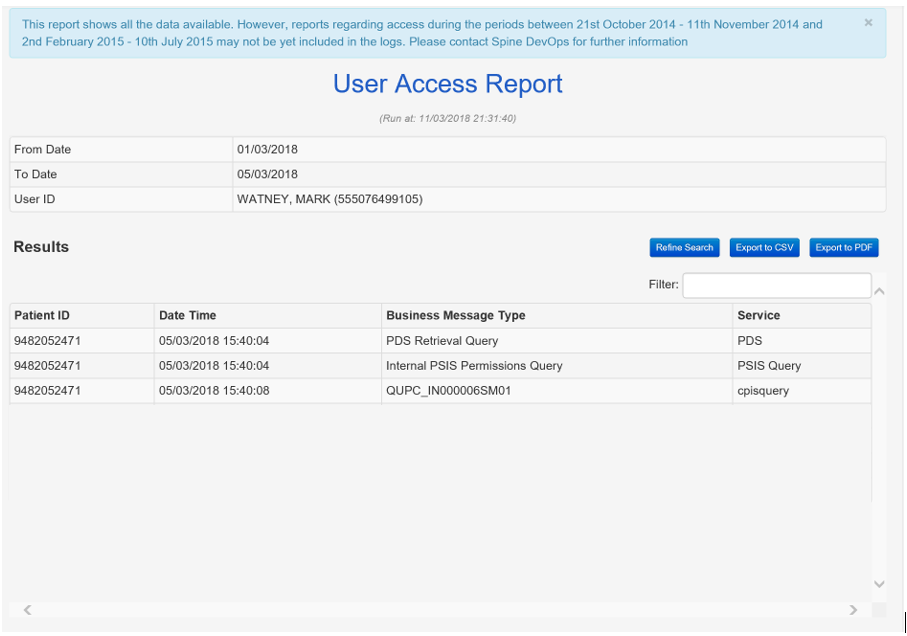 This report shows all the data available. However, reports regarding access during the periods between 21st October 2014 - 11th November 2014 and ×
2nd February 2015 - 10th July 2015 may not be yet included in the logs. Please contact Spine DevOps for further information
User Access Report
(Run at: 11/03/2018 21:31:40)
From Date 01/03/2018
To Date 05/03/2018
User ID WATNEY, MARK (555076499105)
Results Refine Search Export to CSV Export to PDF
Filter:
Patient ID Date Time Business Message Type Service
9482052471 05/03/2018 15:40:04 PDS Retrieval Query PDS
9482052471 05/03/2018 15:40:04 Internal PSIS Permissions Query PSIS Query
9482052471 05/03/2018 15:40:08 QUPC_IN000006SM01 cpisquery